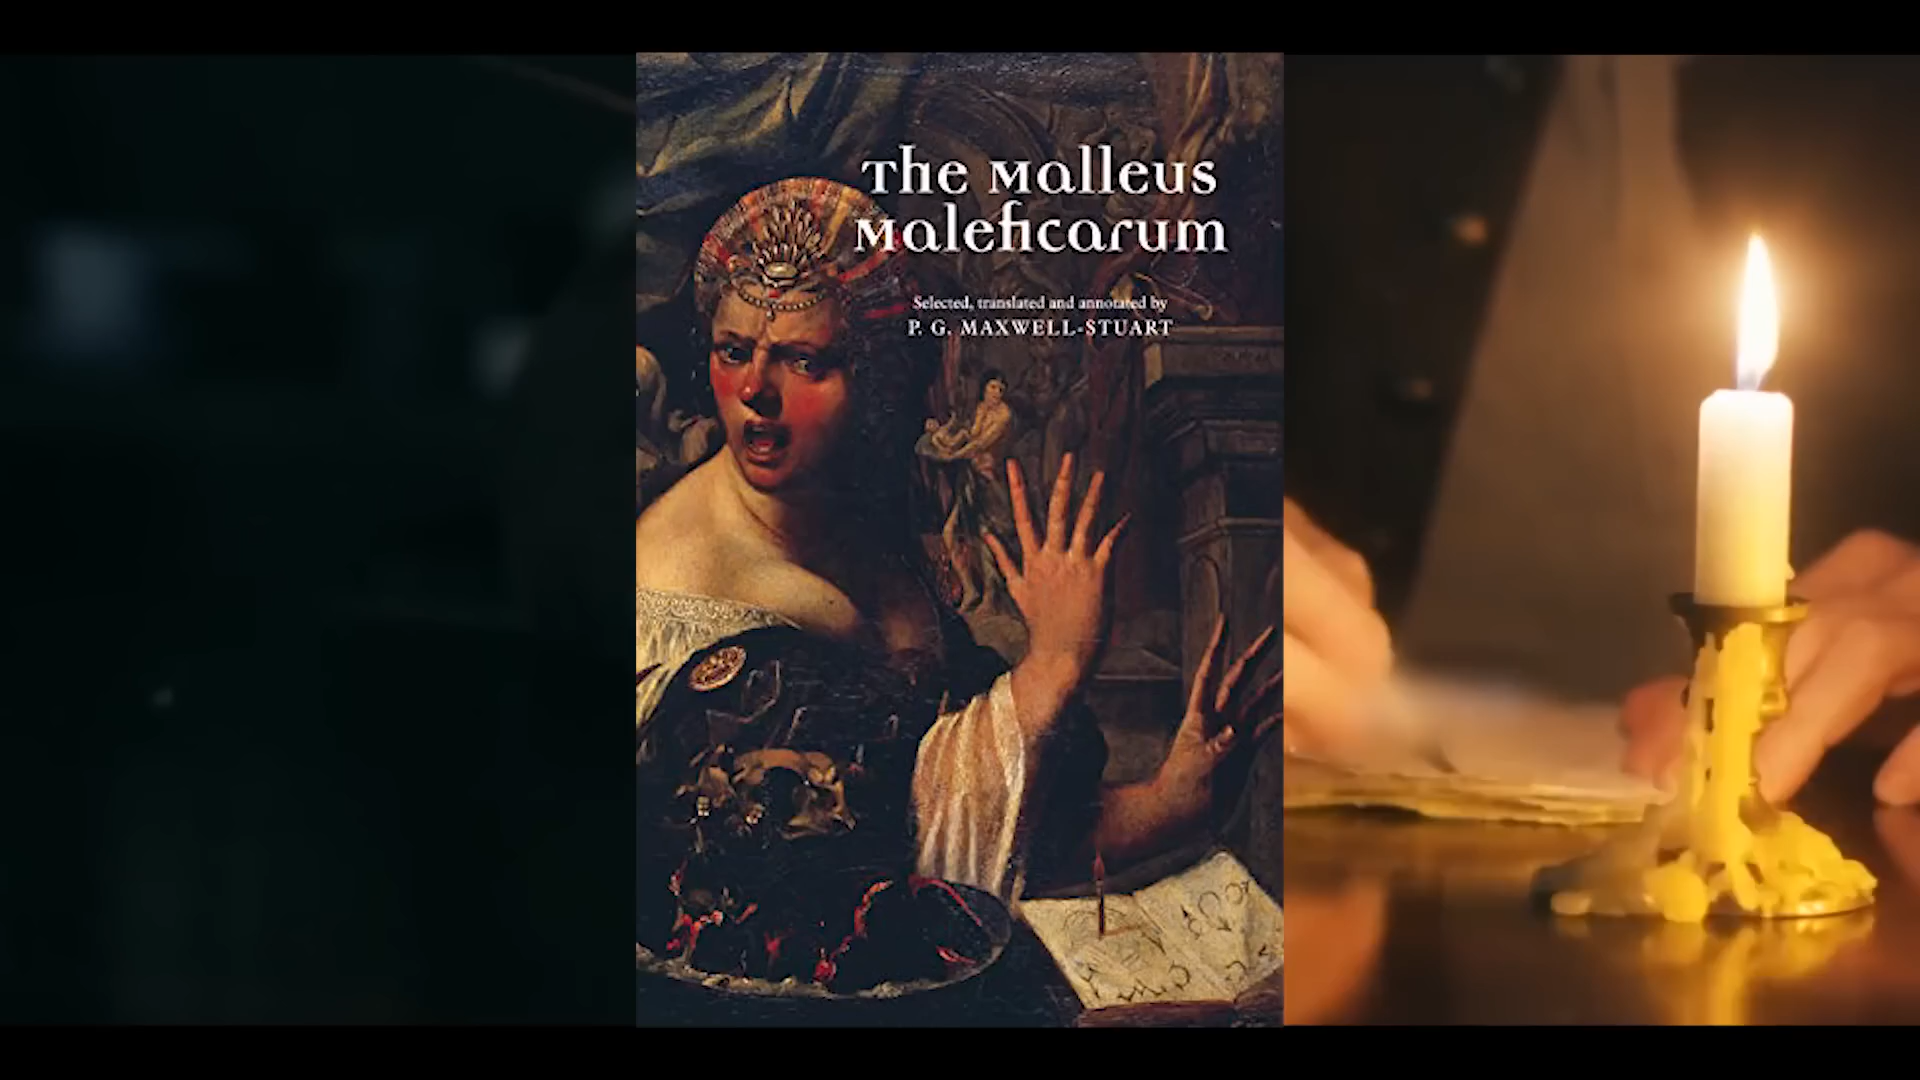 The Malleus
Maleficarum
Selected, translated and annotated by
P. G. MAXWELL-STUART